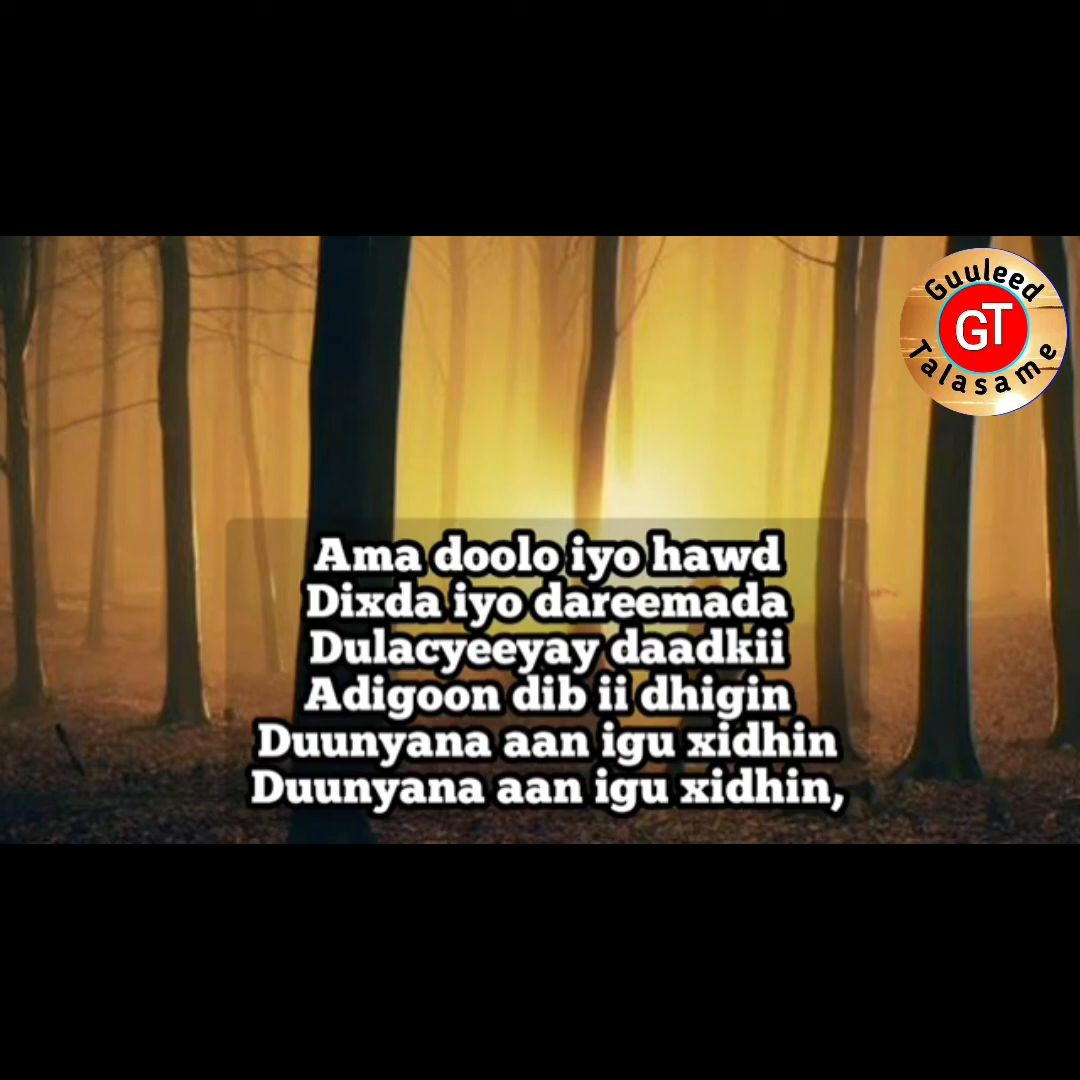 Guuleed
GT
Talasame
Ama doolo iyo hawd
Dixda iyo dareemada
Dulacyeeyay daadkii
Adigoon dib ii dhigin
Duunyana aan igu xidhin
Duunyana aan igu xidhin,